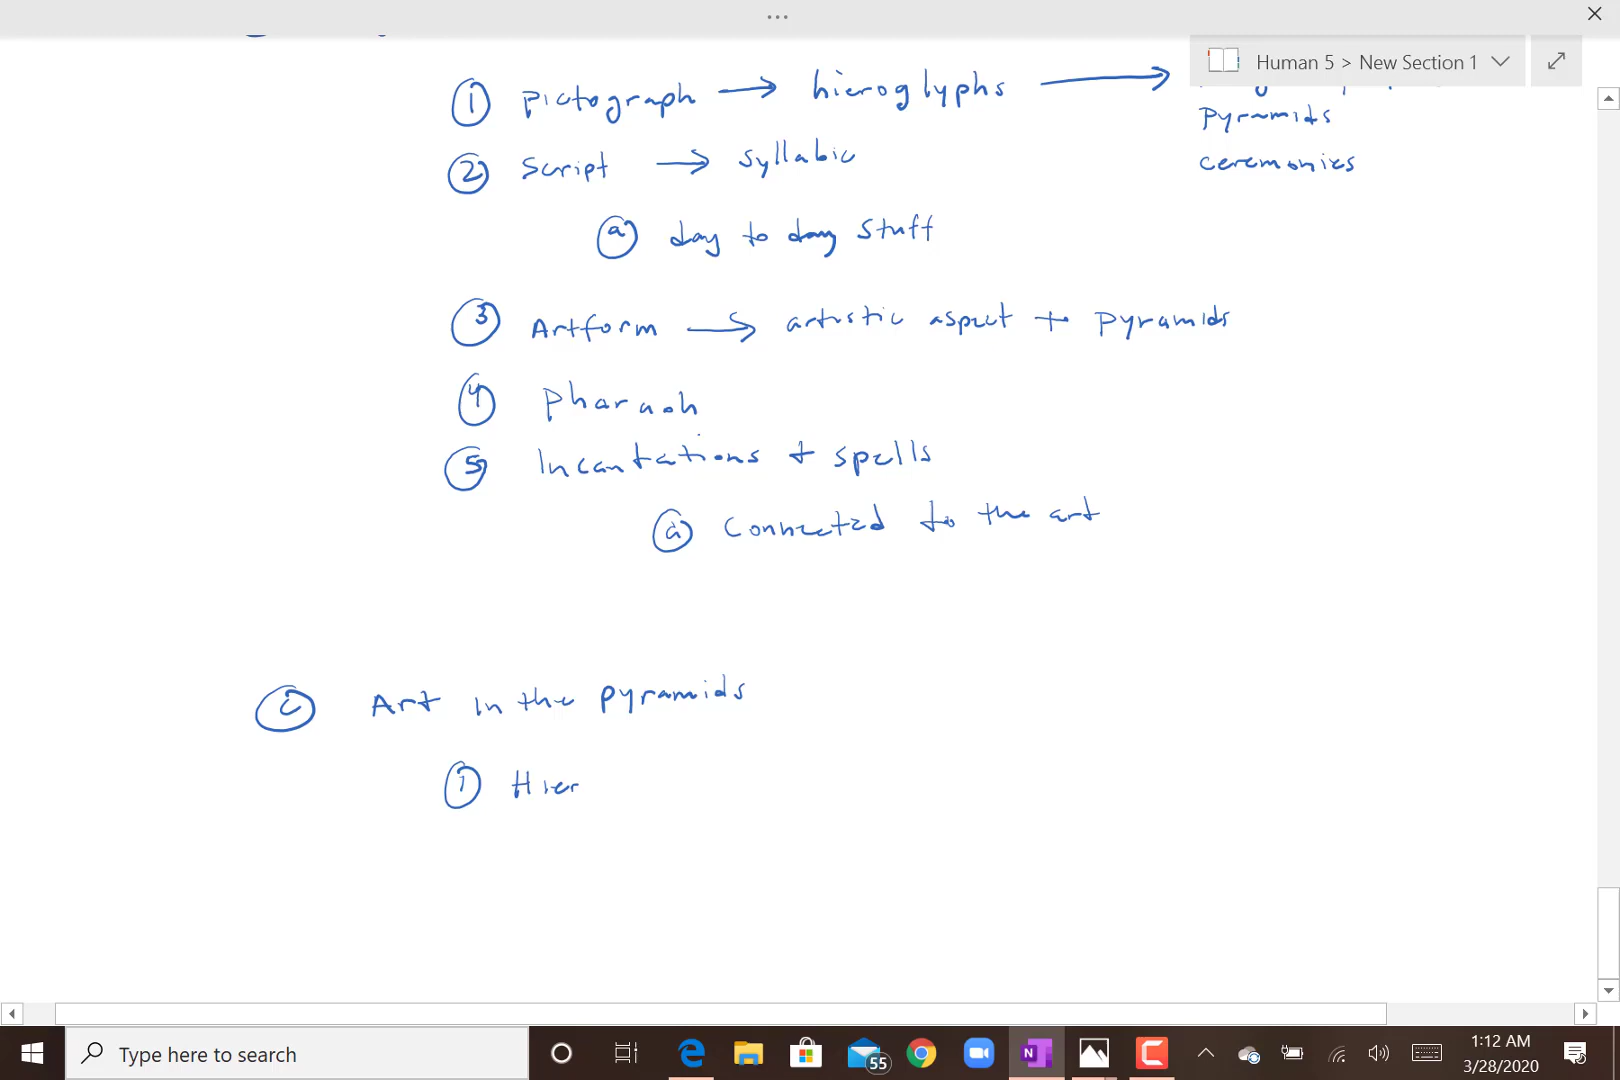 Human 5 > New Section 1
① Pictograph → hieroglyphs →
pyramids
② Script → syllabic
ceremonies
ⓐ day to day stuff
③ Artform → artistic aspect + pyramids
④ Pharaoh
⑤ Incantations + spells
ⓐ Connected to the art
Ⓒ Art in the pyramids
① Hier
Type here to search
55
1:12 AM
3/28/2020